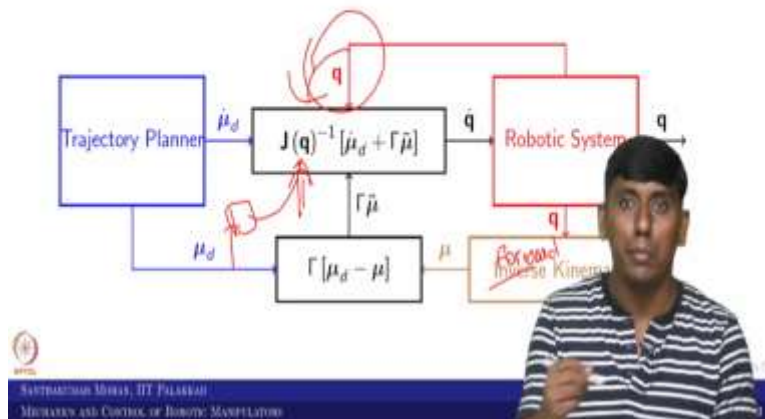 q
μ̇_d
q̇
q
Trajectory Planner
J(q)⁻¹[μ̇_d + Γμ̃]
Robotic System
Γμ̃
q
μ_d
μ
Forward
Γ[μ_d − μ]
Inverse Kinema
NPTEL
SANTHAKUMAR MOHAN, IIT PALAKKAD
MECHANICS AND CONTROL OF ROBOTIC MANIPULATORS